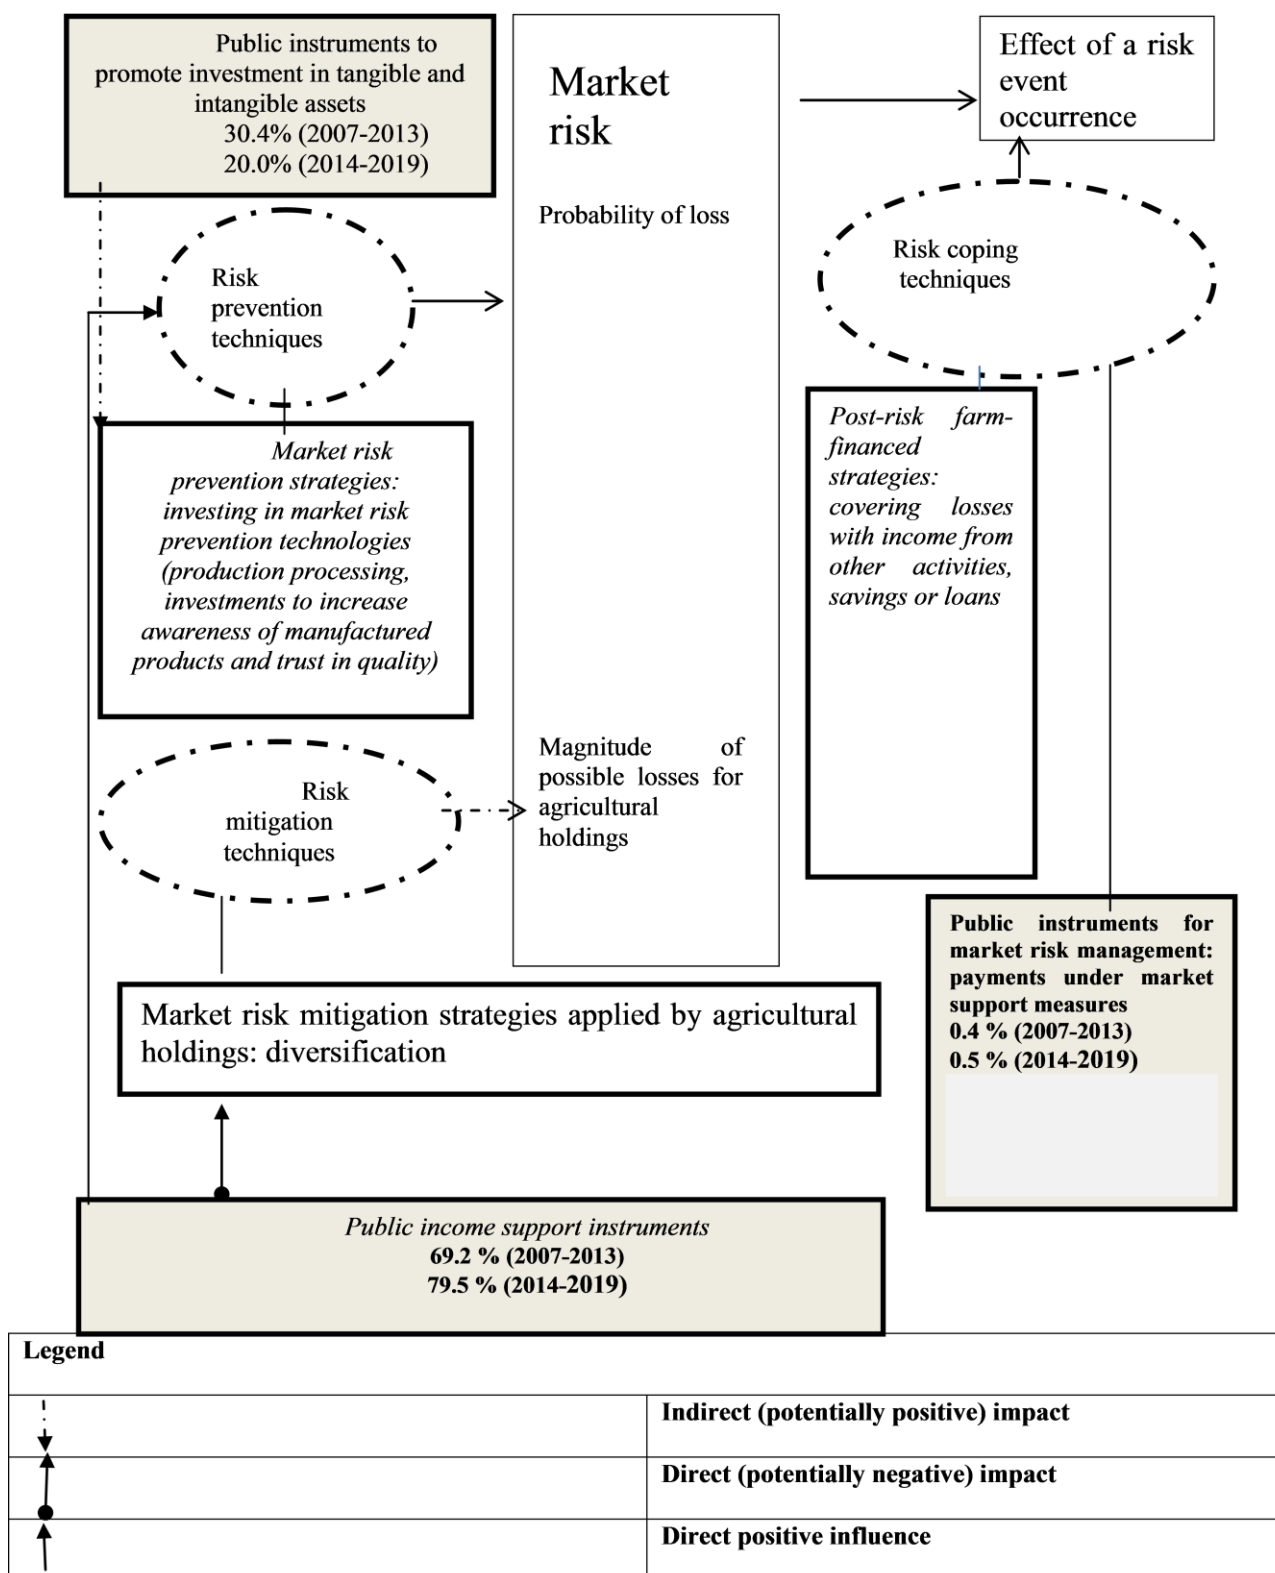 Public instruments to
promote investment in tangible and
intangible assets
30.4% (2007-2013)
20.0% (2014-2019)
Market
risk
Probability of loss
Effect of a risk
event
occurrence
Risk
prevention
techniques
Risk coping
techniques
Market risk
prevention strategies:
investing in market risk
prevention technologies
(production processing,
investments to increase
awareness of manufactured
products and trust in quality)
Post-risk farm-
financed
strategies:
covering losses
with income from
other activities,
savings or loans
Risk
mitigation
techniques
Magnitude of
possible losses for
agricultural
holdings
Public instruments for
market risk management:
payments under market
support measures
0.4 % (2007-2013)
0.5 % (2014-2019)
Market risk mitigation strategies applied by agricultural
holdings: diversification
Public income support instruments
69.2 % (2007-2013)
79.5 % (2014-2019)
Legend
Indirect (potentially positive) impact
Direct (potentially negative) impact
Direct positive influence